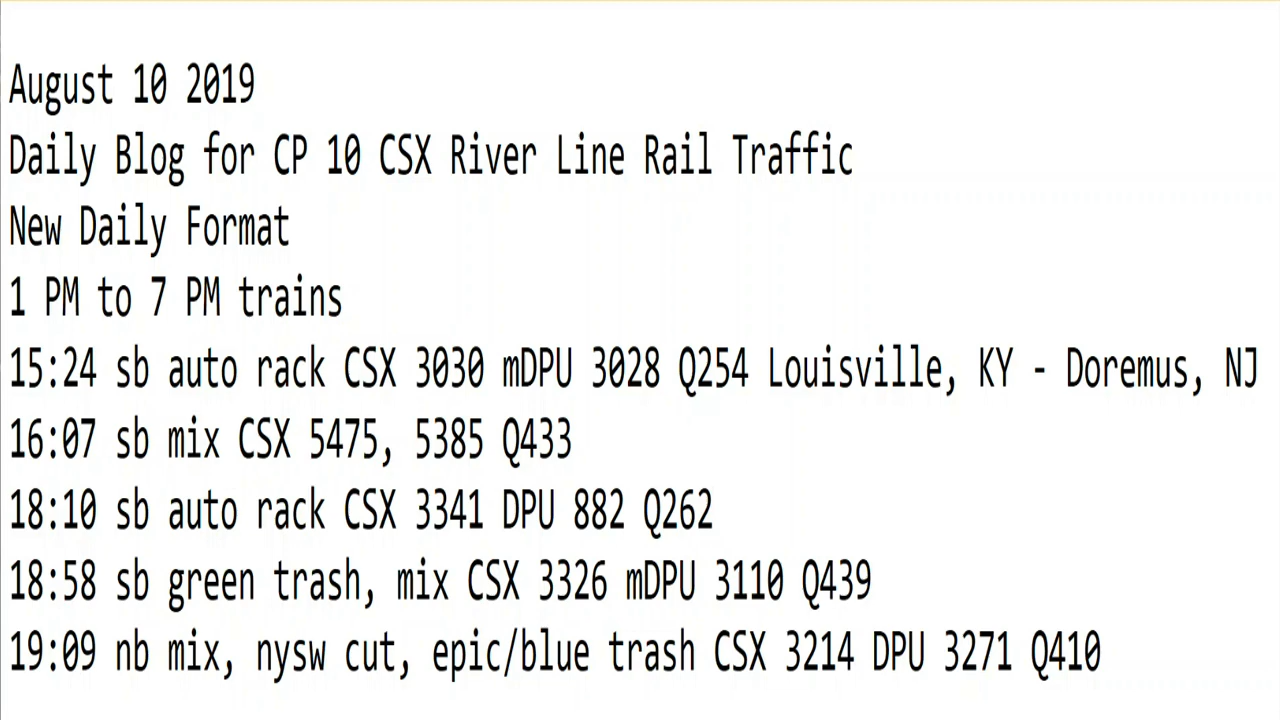 August 10 2019
Daily Blog for CP 10 CSX River Line Rail Traffic
New Daily Format
1 PM to 7 PM trains
15:24 sb auto rack CSX 3030 mDPU 3028 Q254 Louisville, KY - Doremus, NJ
16:07 sb mix CSX 5475, 5385 Q433
18:10 sb auto rack CSX 3341 DPU 882 Q262
18:58 sb green trash, mix CSX 3326 mDPU 3110 Q439
19:09 nb mix, nysw cut, epic/blue trash CSX 3214 DPU 3271 Q410